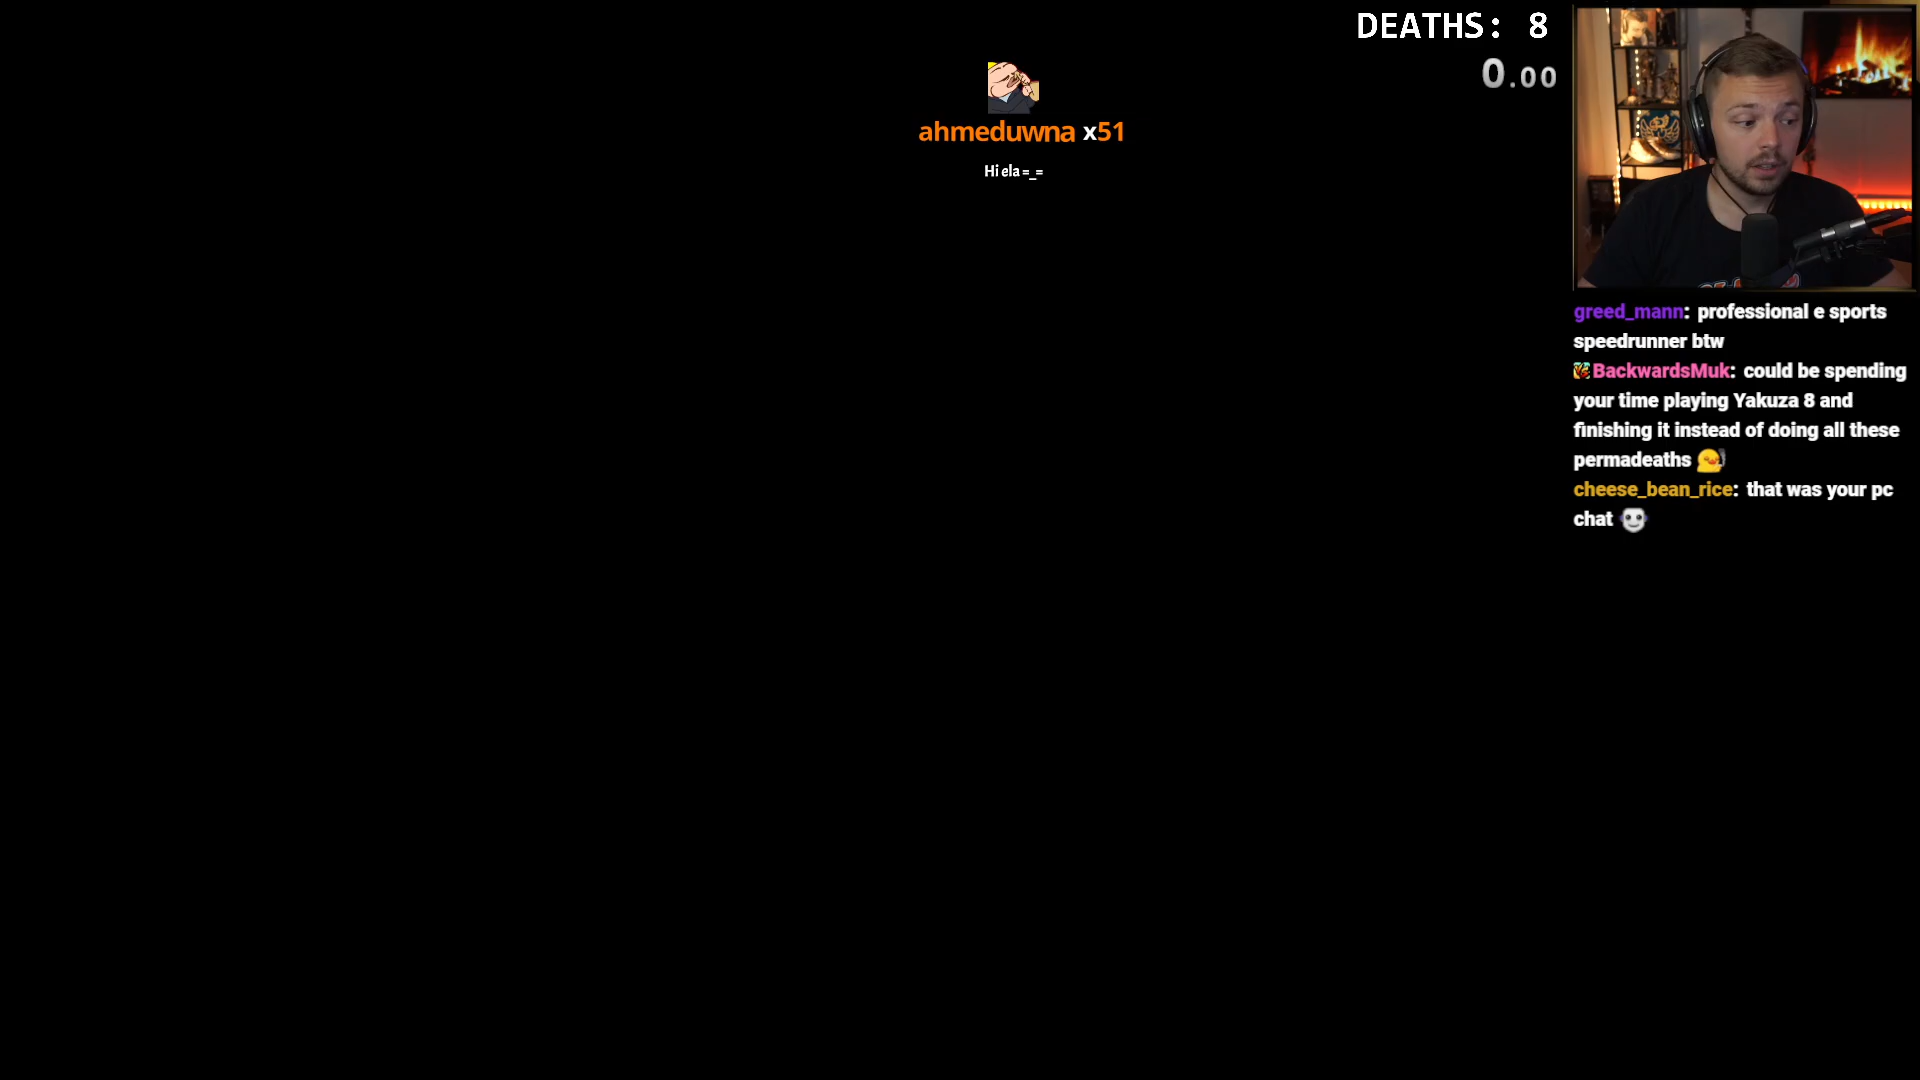 DEATHS: 8
0.00
ahmeduwna x51
Hi ela =_=
greed_mann: professional e sports
speedrunner btw
BackwardsMuk: could be spending
your time playing Yakuza 8 and
finishing it instead of doing all these
permadeaths
cheese_bean_rice: that was your pc
chat